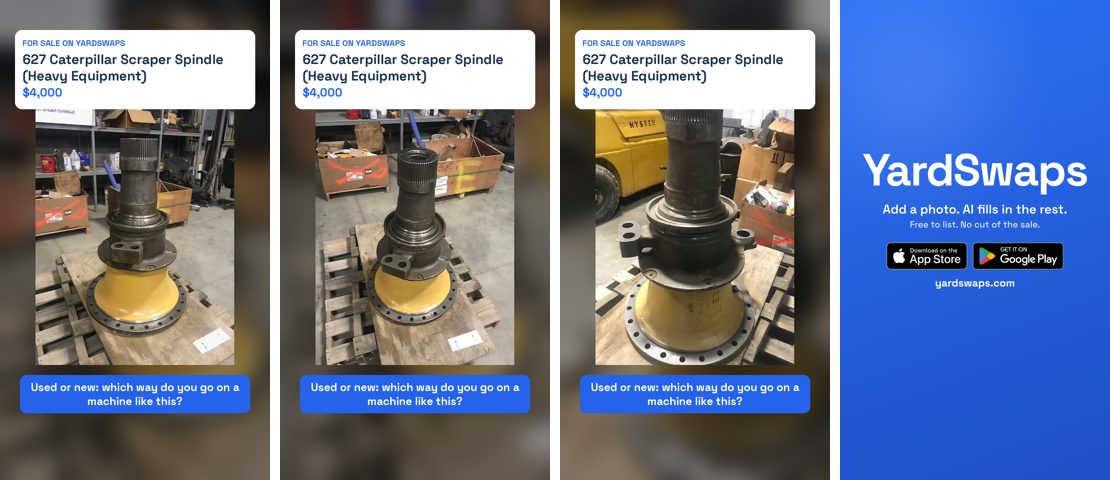 FOR SALE ON YARDSWAPS
627 Caterpillar Scraper Spindle
(Heavy Equipment)
$4,000
Used or new: which way do you go on a
machine like this?
FOR SALE ON YARDSWAPS
627 Caterpillar Scraper Spindle
(Heavy Equipment)
$4,000
Used or new: which way do you go on a
machine like this?
FOR SALE ON YARDSWAPS
627 Caterpillar Scraper Spindle
(Heavy Equipment)
$4,000
HYSTER
Used or new: which way do you go on a
machine like this?
YardSwaps
Add a photo. AI fills in the rest.
Free to list. No cut of the sale.
Download on the
App Store
GET IT ON
Google Play
yardswaps.com